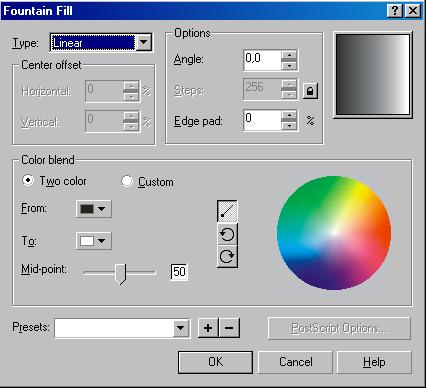 Fountain Fill
Type: Linear
Center offset
Horizontal: 0 %
Vertical: 0 %
Options
Angle: 0,0
Steps: 256
Edge pad: 0 %
Color blend
Two color
Custom
From:
To:
Mid-point: 50
Presets:
PostScript Options...
OK
Cancel
Help